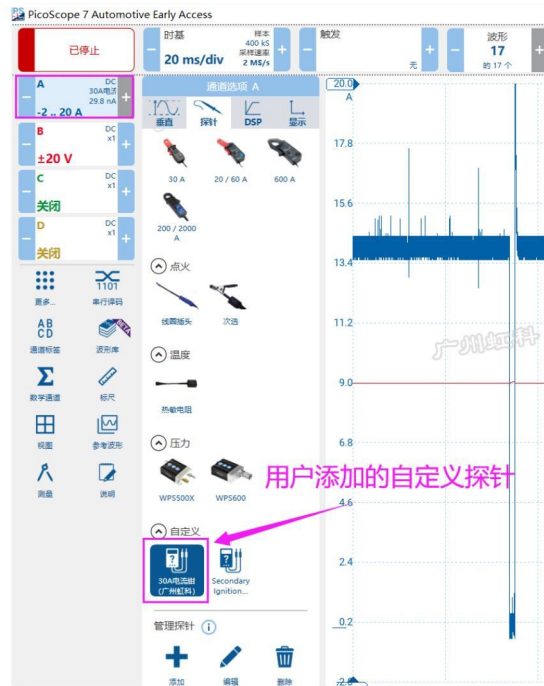 PicoScope 7 Automotive Early Access
已停止
时基
20 ms/div
样本
400 kS
采样速率
2 MS/s
触发
无
波形
17
的 17 个
A
DC
30A电流
29.8 nA
-2 .. 20 A
B
DC
x1
±20 V
C
DC
x1
关闭
D
DC
x1
关闭
更多...
串行译码
通道标签
波形库
BETA
数学通道
标尺
视图
参考波形
测量
说明
通道选项 A
垂直
探针
DSP
显示
30 A
20 / 60 A
600 A
200 / 2000
A
点火
线圈插头
次选
温度
热敏电阻
压力
WPS500X
WPS600
自定义
30A电流钳
(广州虹科)
Secondary
Ignition...
管理探针
添加
编辑
删除
20.0
A
17.8
15.6
13.4
11.2
9.0
6.8
4.6
2.4
0.2
广州虹科
用户添加的自定义探针